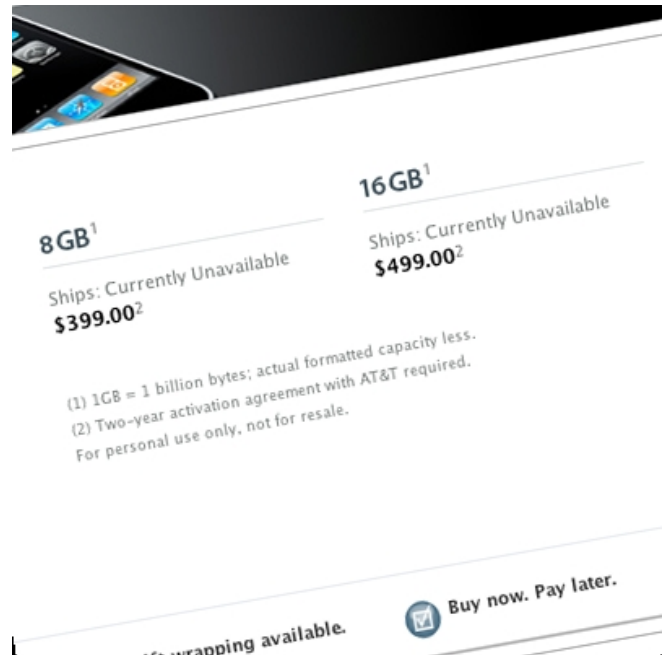 8GB¹
Ships: Currently Unavailable
$399.00²
16GB¹
Ships: Currently Unavailable
$499.00²
(1) 1GB = 1 billion bytes; actual formatted capacity less.
(2) Two-year activation agreement with AT&T required.
For personal use only, not for resale.
wrapping available.
Buy now. Pay later.